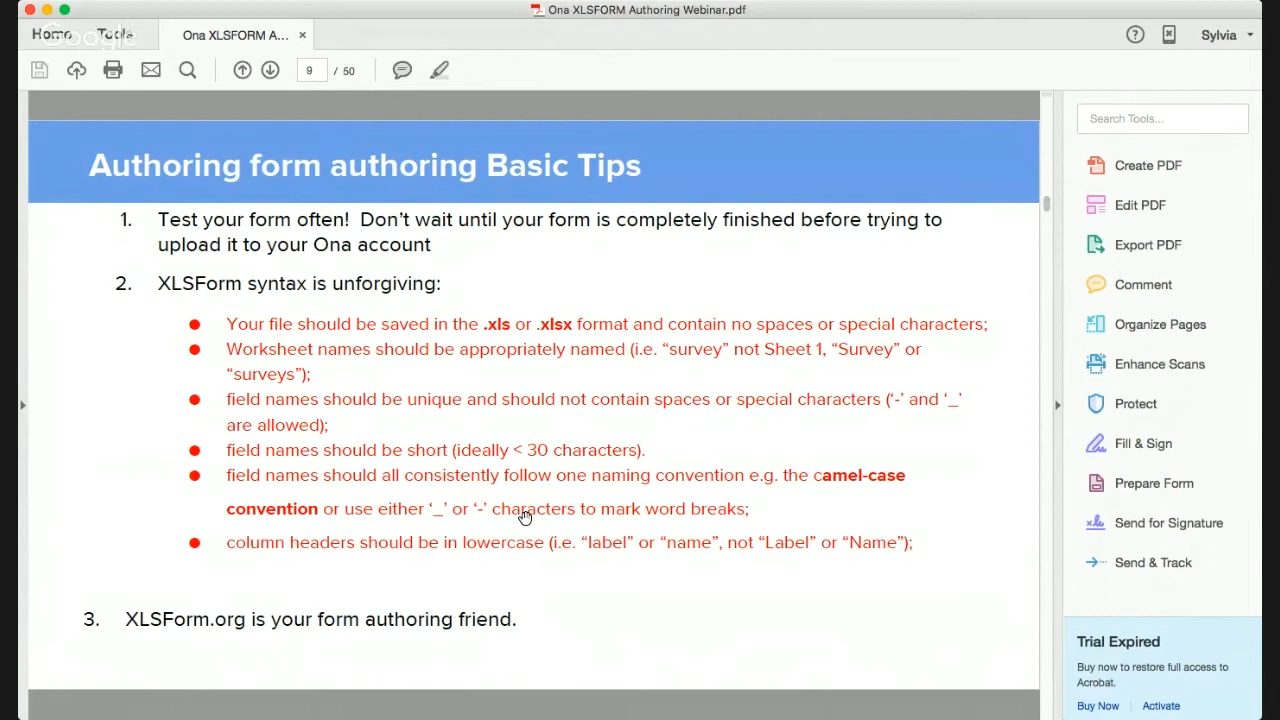 Ona XLSFORM Authoring Webinar.pdf
Home Tools Ona XLSFORM A... × Sylvia
Google
9 / 50
Authoring form authoring Basic Tips
1. Test your form often! Don’t wait until your form is completely finished before trying to
upload it to your Ona account
2. XLSForm syntax is unforgiving:
● Your file should be saved in the .xls or .xlsx format and contain no spaces or special characters;
● Worksheet names should be appropriately named (i.e. “survey” not Sheet 1, “Survey” or
“surveys”);
● field names should be unique and should not contain spaces or special characters (‘-’ and ‘_’
are allowed);
● field names should be short (ideally < 30 characters).
● field names should all consistently follow one naming convention e.g. the camel-case
convention or use either ‘_’ or ‘-’ characters to mark word breaks;
● column headers should be in lowercase (i.e. “label” or “name”, not “Label” or “Name”);
3. XLSForm.org is your form authoring friend.
Search Tools...
Create PDF
Edit PDF
Export PDF
Comment
Organize Pages
Enhance Scans
Protect
Fill & Sign
Prepare Form
Send for Signature
Send & Track
Trial Expired
Buy now to restore full access to
Acrobat.
Buy Now Activate